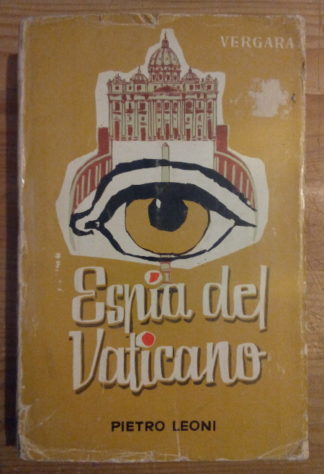 VERGARA
Espía del
Vaticano
PIETRO LEONI